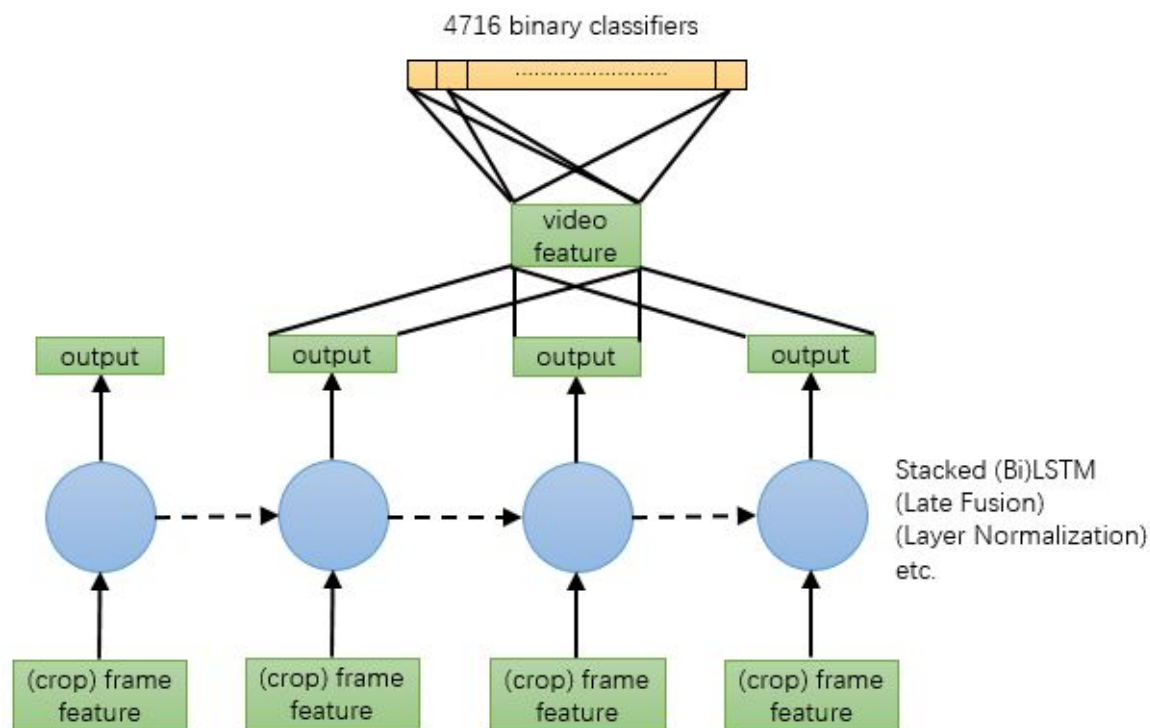 4716 binary classifiers
video
feature
output
output
output
output
Stacked (Bi)LSTM
(Late Fusion)
(Layer Normalization)
etc.
(crop) frame
feature
(crop) frame
feature
(crop) frame
feature
(crop) frame
feature